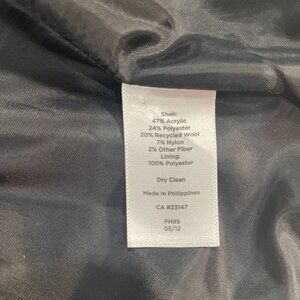 Shell:
47% Acrylic
24% Polyester
20% Recycled Wool
7% Nylon
2% Other Fiber
Lining:
100% Polyester
Dry Clean
Made In Philippines
CA #23147
PH95
05/12